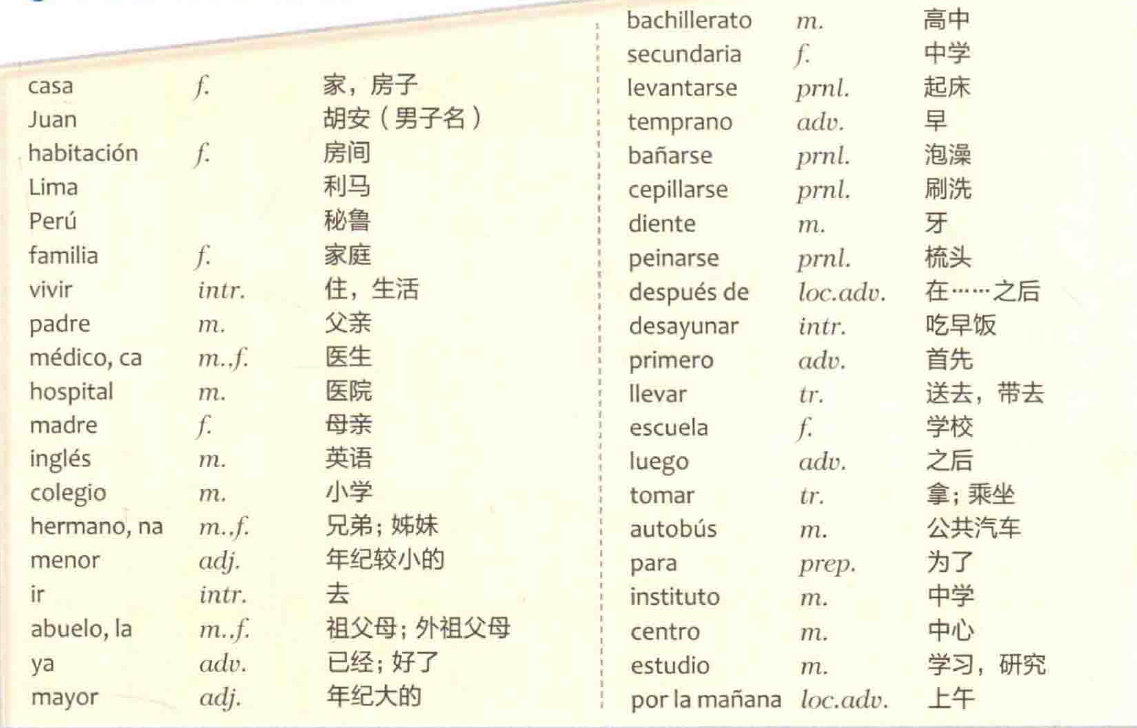 casa f. 家，房子
Juan 胡安（男子名）
habitación f. 房间
Lima 利马
Perú 秘鲁
familia f. 家庭
vivir intr. 住，生活
padre m. 父亲
médico, ca m.,f. 医生
hospital m. 医院
madre f. 母亲
inglés m. 英语
colegio m. 小学
hermano, na m.,f. 兄弟；姊妹
menor adj. 年纪较小的
ir intr. 去
abuelo, la m.,f. 祖父母；外祖父母
ya adv. 已经；好了
mayor adj. 年纪大的
bachillerato m. 高中
secundaria f. 中学
levantarse prnl. 起床
temprano adv. 早
bañarse prnl. 泡澡
cepillarse prnl. 刷洗
diente m. 牙
peinarse prnl. 梳头
después de loc.adv. 在……之后
desayunar intr. 吃早饭
primero adv. 首先
llevar tr. 送去，带去
escuela f. 学校
luego adv. 之后
tomar tr. 拿；乘坐
autobús m. 公共汽车
para prep. 为了
instituto m. 中学
centro m. 中心
estudio m. 学习，研究
por la mañana loc.adv. 上午